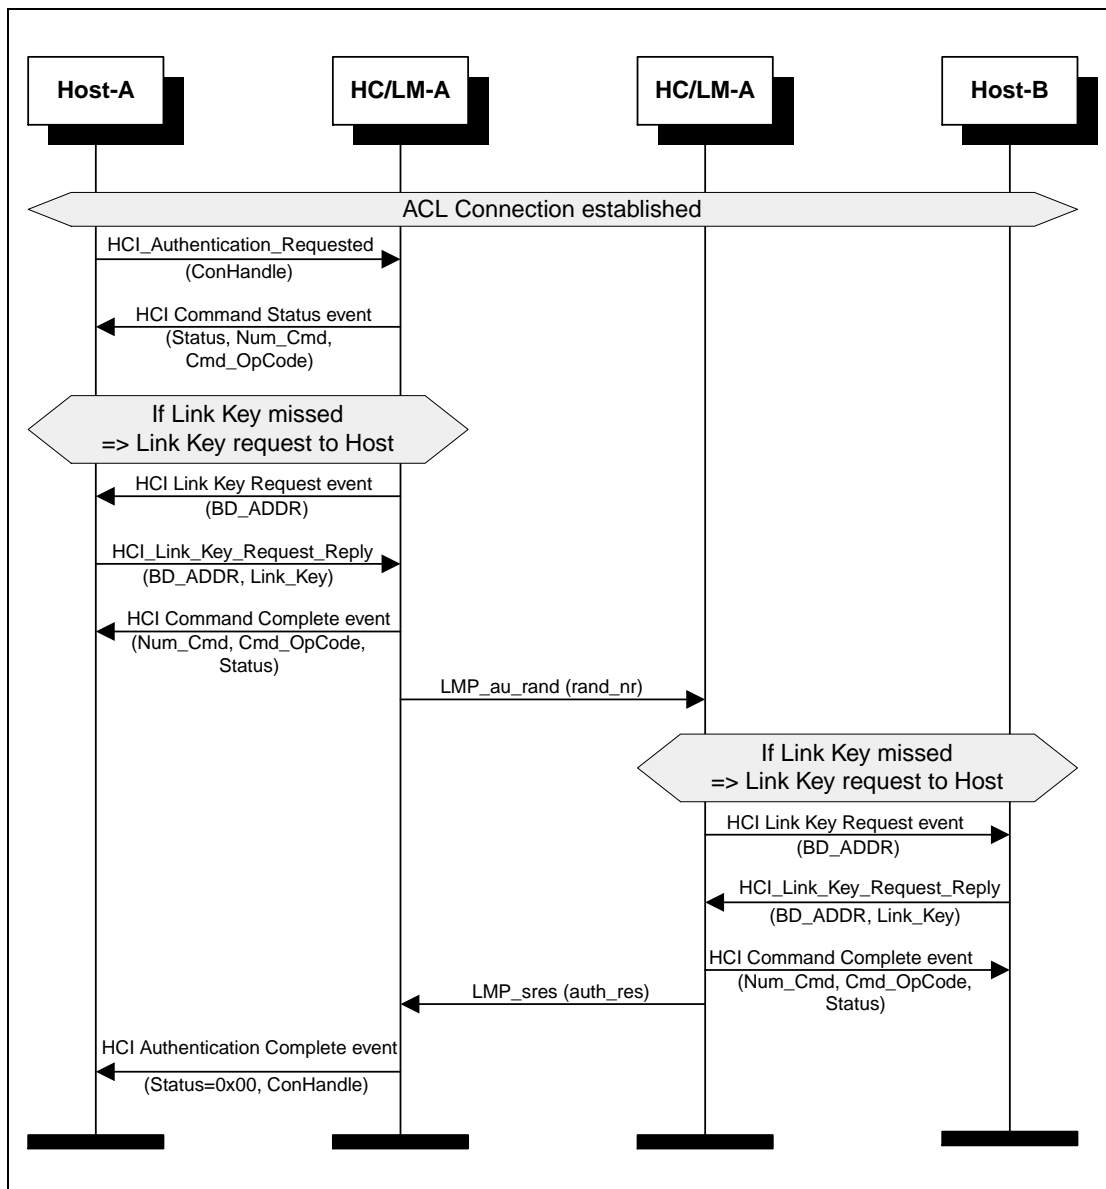 Host-A
HC/LM-A
HC/LM-A
Host-B
ACL Connection established
HCI_Authentication_Requested
(ConHandle)
HCI Command Status event
(Status, Num_Cmd,
Cmd_OpCode)
If Link Key missed
=> Link Key request to Host
HCI Link Key Request event
(BD_ADDR)
HCI_Link_Key_Request_Reply
(BD_ADDR, Link_Key)
HCI Command Complete event
(Num_Cmd, Cmd_OpCode,
Status)
LMP_au_rand (rand_nr)
If Link Key missed
=> Link Key request to Host
HCI Link Key Request event
(BD_ADDR)
HCI_Link_Key_Request_Reply
(BD_ADDR, Link_Key)
HCI Command Complete event
(Num_Cmd, Cmd_OpCode,
Status)
LMP_sres (auth_res)
HCI Authentication Complete event
(Status=0x00, ConHandle)